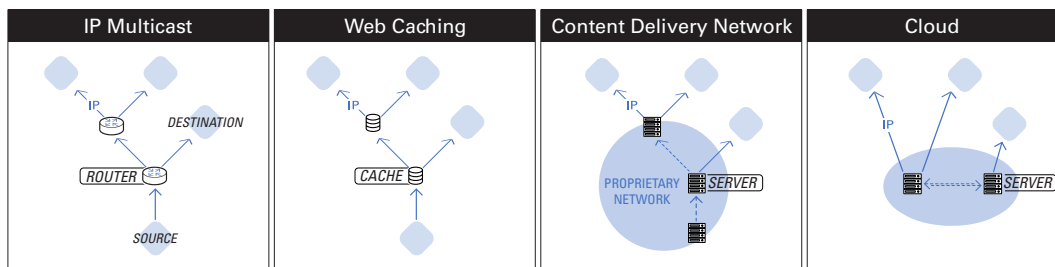 IP Multicast
IP
DESTINATION
ROUTER
SOURCE
Web Caching
IP
CACHE
Content Delivery Network
IP
PROPRIETARY
NETWORK
SERVER
Cloud
IP
SERVER